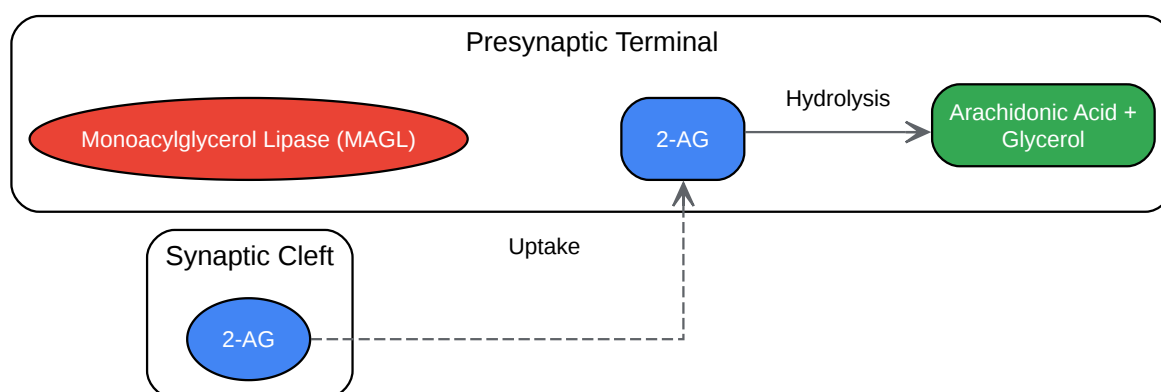 Presynaptic Terminal
Monoacylglycerol Lipase (MAGL)
2-AG
Hydrolysis
Arachidonic Acid +
Glycerol
Uptake
Synaptic Cleft
2-AG